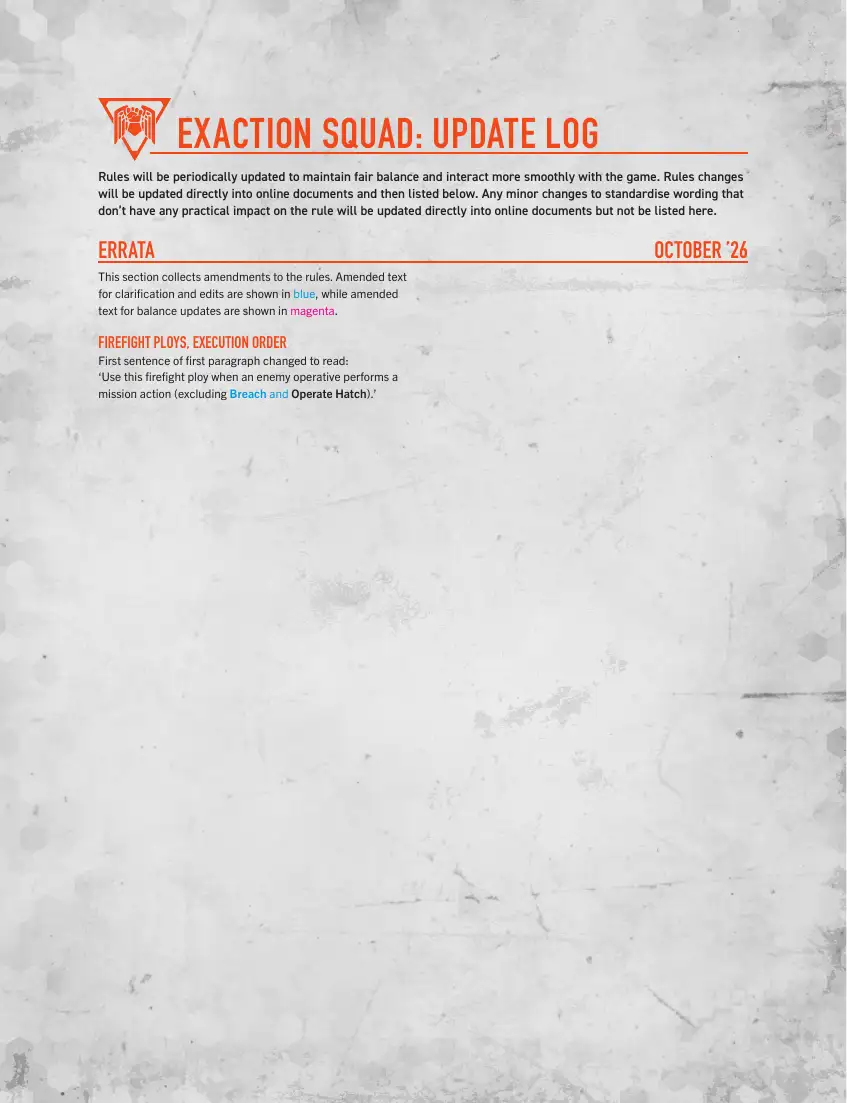 EXACTION SQUAD: UPDATE LOG
Rules will be periodically updated to maintain fair balance and interact more smoothly with the game. Rules changes
will be updated directly into online documents and then listed below. Any minor changes to standardise wording that
don’t have any practical impact on the rule will be updated directly into online documents but not be listed here.
ERRATA
OCTOBER ’26
This section collects amendments to the rules. Amended text
for clarification and edits are shown in blue, while amended
text for balance updates are shown in magenta.
FIREFIGHT PLOYS, EXECUTION ORDER
First sentence of first paragraph changed to read:
‘Use this firefight ploy when an enemy operative performs a
mission action (excluding Breach and Operate Hatch).’